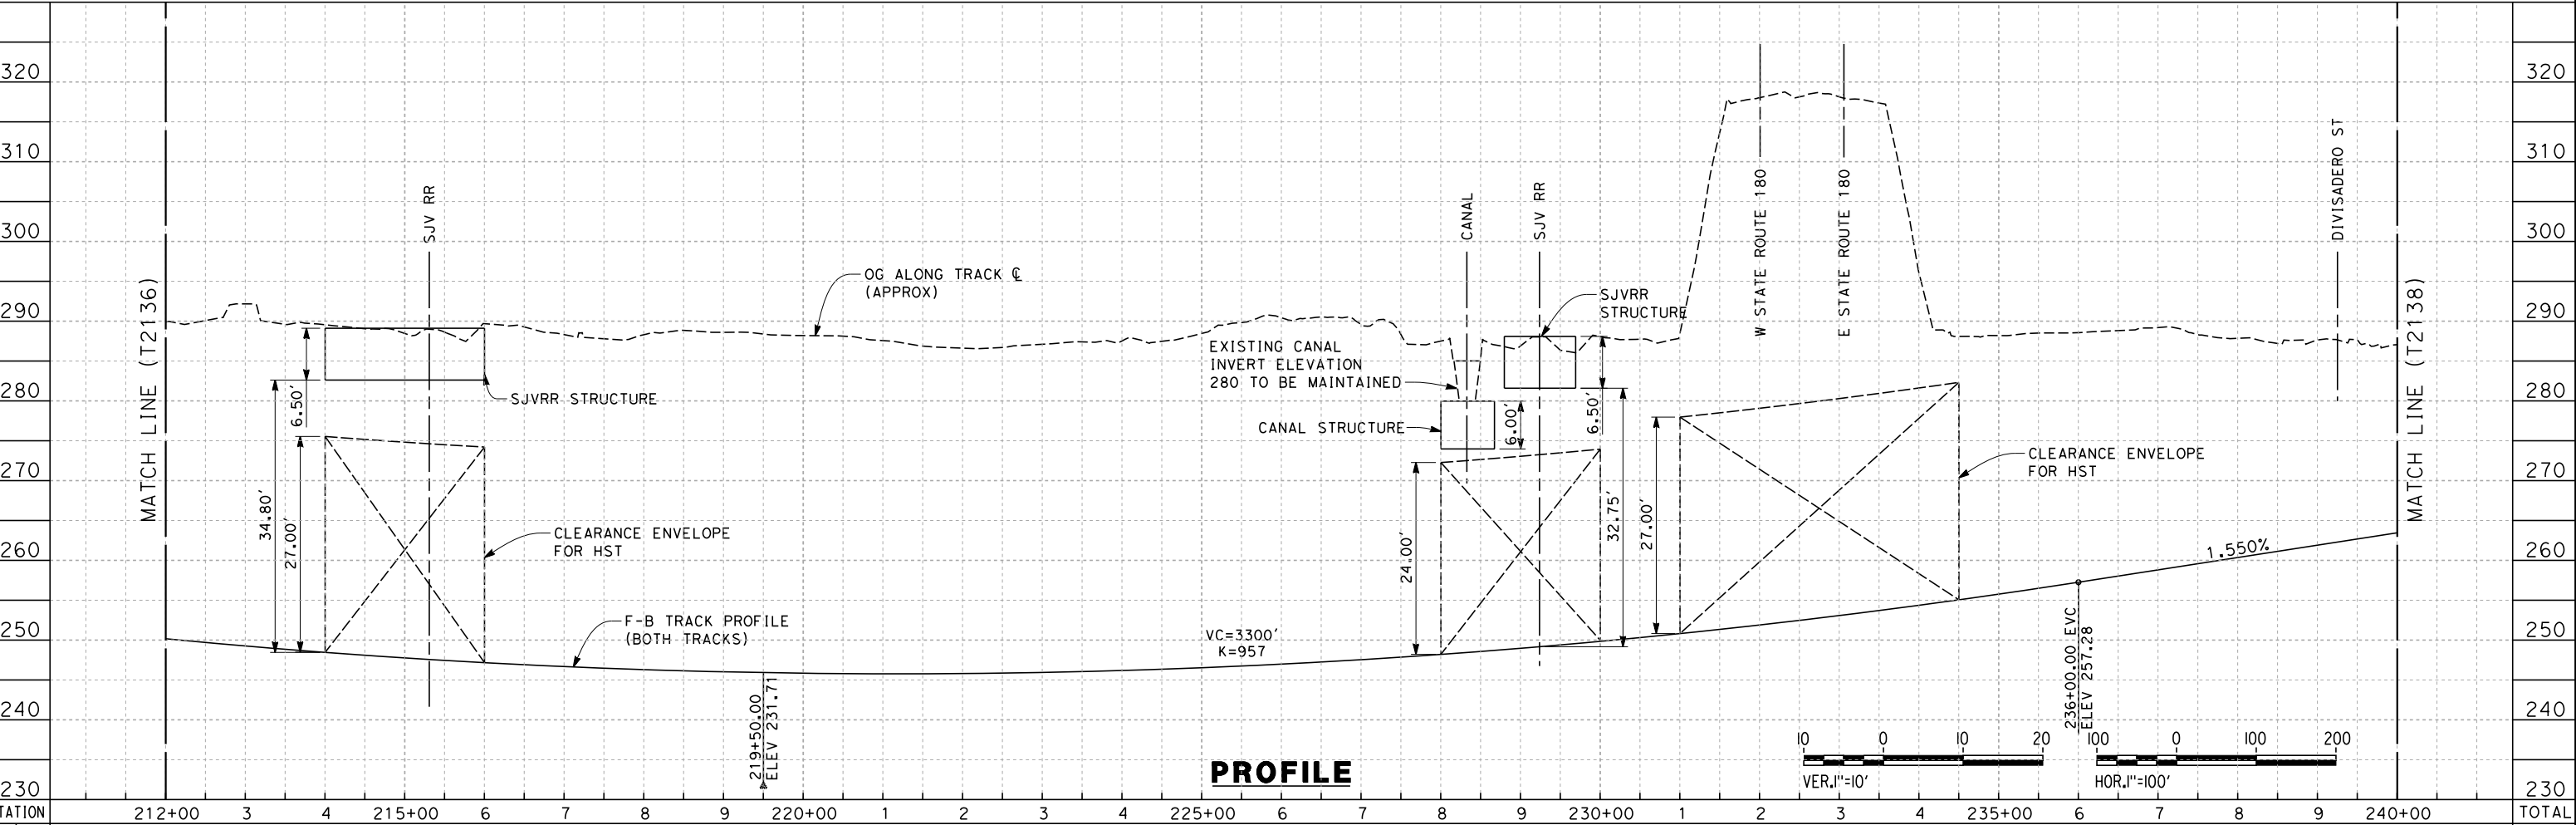 320
310
300
290
280
270
260
250
240
230
MATCH LINE (T2136)
34.80'
27.00'
6.50'
SJV RR
SJVRR STRUCTURE
CLEARANCE ENVELOPE
FOR HST
F-B TRACK PROFILE
(BOTH TRACKS)
OG ALONG TRACK ℄
(APPROX)
219+50.00
ELEV 231.71
VC=3300'
K=957
CANAL
SJV RR
SJVRR
STRUCTURE
EXISTING CANAL
INVERT ELEVATION
280 TO BE MAINTAINED
CANAL STRUCTURE
6.00'
6.50'
24.00'
32.75'
27.00'
W STATE ROUTE 180
E STATE ROUTE 180
CLEARANCE ENVELOPE
FOR HST
DIVISADERO ST
1.550%
236+00.00 EVC
ELEV 257.28
MATCH LINE (T2138)
320
310
300
290
280
270
260
250
240
230
PROFILE
10 0 10 20
VER.1"=10'
100 0 100 200
HOR.1"=100'
TATION 212+00 3 4 215+00 6 7 8 9 220+00 1 2 3 4 225+00 6 7 8 9 230+00 1 2 3 4 235+00 6 7 8 9 240+00 TOTAL